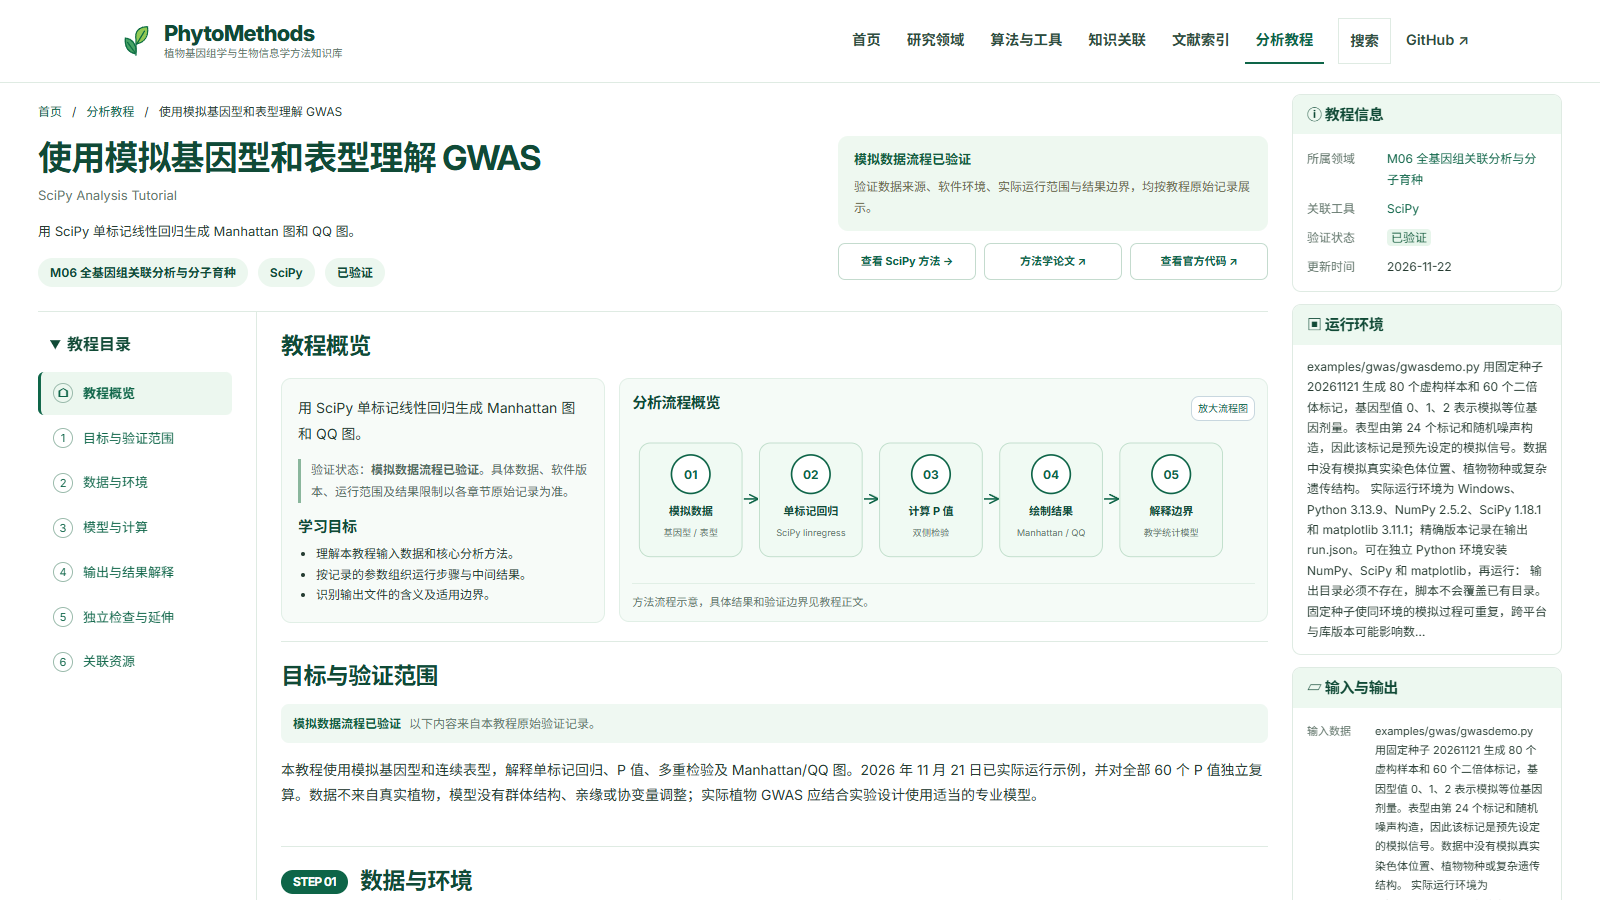 PhytoMethods
植物基因组学与生物信息学方法知识库
首页 研究领域 算法与工具 知识关联 文献索引 分析教程 搜索 GitHub ↗
首页 / 分析教程 / 使用模拟基因型和表型理解 GWAS
使用模拟基因型和表型理解 GWAS
SciPy Analysis Tutorial
用 SciPy 单标记线性回归生成 Manhattan 图和 QQ 图。
M06 全基因组关联分析与分子育种 SciPy 已验证
模拟数据流程已验证
验证数据来源、软件环境、实际运行范围与结果边界，均按教程原始记录展
示。
查看 SciPy 方法 → 方法学论文 ↗ 查看官方代码 ↗
▼ 教程目录
教程概览
1 目标与验证范围
2 数据与环境
3 模型与计算
4 输出与结果解释
5 独立检查与延伸
6 关联资源
教程概览
用 SciPy 单标记线性回归生成 Manhattan 图
和 QQ 图。
验证状态：模拟数据流程已验证。具体数据、软件版
本、运行范围及结果限制以各章节原始记录为准。
学习目标
• 理解本教程输入数据和核心分析方法。
• 按记录的参数组织运行步骤与中间结果。
• 识别输出文件的含义及适用边界。
分析流程概览
放大流程图
01 02 03 04 05
模拟数据 单标记回归 计算 P 值 绘制结果 解释边界
基因型 / 表型 SciPy linregress 双侧检验 Manhattan / QQ 教学统计模型
方法流程示意，具体结果和验证边界见教程正文。
目标与验证范围
模拟数据流程已验证 以下内容来自本教程原始验证记录。
本教程使用模拟基因型和连续表型，解释单标记回归、P 值、多重检验及 Manhattan/QQ 图。2026 年 11 月 21 日已实际运行示例，并对全部 60 个 P 值独立复
算。数据不来自真实植物，模型没有群体结构、亲缘或协变量调整；实际植物 GWAS 应结合实验设计使用适当的专业模型。
STEP 01 数据与环境
教程信息
所属领域 M06 全基因组关联分析与分
子育种
关联工具 SciPy
验证状态 已验证
更新时间 2026-11-22
运行环境
examples/gwas/gwasdemo.py 用固定种子
20261121 生成 80 个虚构样本和 60 个二倍
体标记，基因型值 0、1、2 表示模拟等位基
因剂量。表型由第 24 个标记和随机噪声构
造，因此该标记是预先设定的模拟信号。数据
中没有模拟真实染色体位置、植物物种或复杂
遗传结构。 实际运行环境为 Windows、
Python 3.13.9、NumPy 2.5.2、SciPy 1.18.1
和 matplotlib 3.11.1；精确版本记录在输出
run.json。可在独立 Python 环境安装
NumPy、SciPy 和 matplotlib，再运行： 输
出目录必须不存在，脚本不会覆盖已有目录。
固定种子使同环境的模拟过程可重复，跨平台
与库版本可能影响数...
输入与输出
输入数据 examples/gwas/gwasdemo.py
用固定种子 20261121 生成 80 个
虚构样本和 60 个二倍体标记，基
因型值 0、1、2 表示模拟等位基因
剂量。表型由第 24 个标记和随机
噪声构造，因此该标记是预先设定
的模拟信号。数据中没有模拟真实
染色体位置、植物物种或复杂遗传
结构。 实际运行环境为